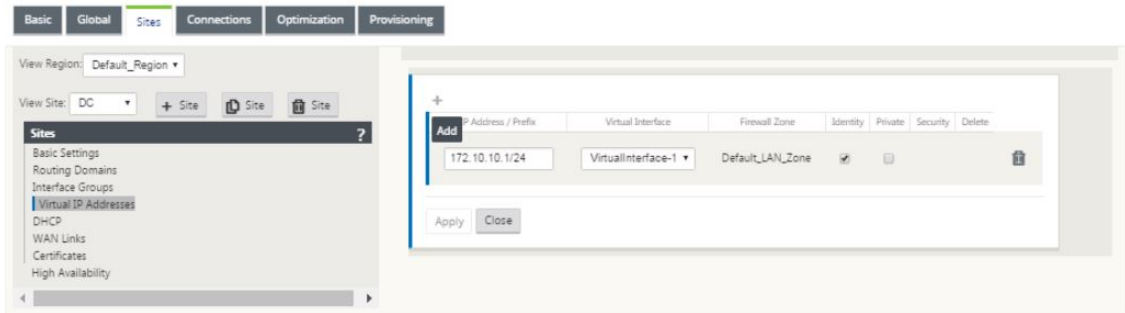 Basic Global Sites Connections Optimization Provisioning
View Region: Default_Region
View Site: DC + Site Site Site
Sites ?
Basic Settings
Routing Domains
Interface Groups
Virtual IP Addresses
DHCP
WAN Links
Certificates
High Availability
+
Add
IP Address / Prefix Virtual Interface Firewall Zone Identity Private Security Delete
172.10.10.1/24 VirtualInterface-1 Default_LAN_Zone
Apply Close